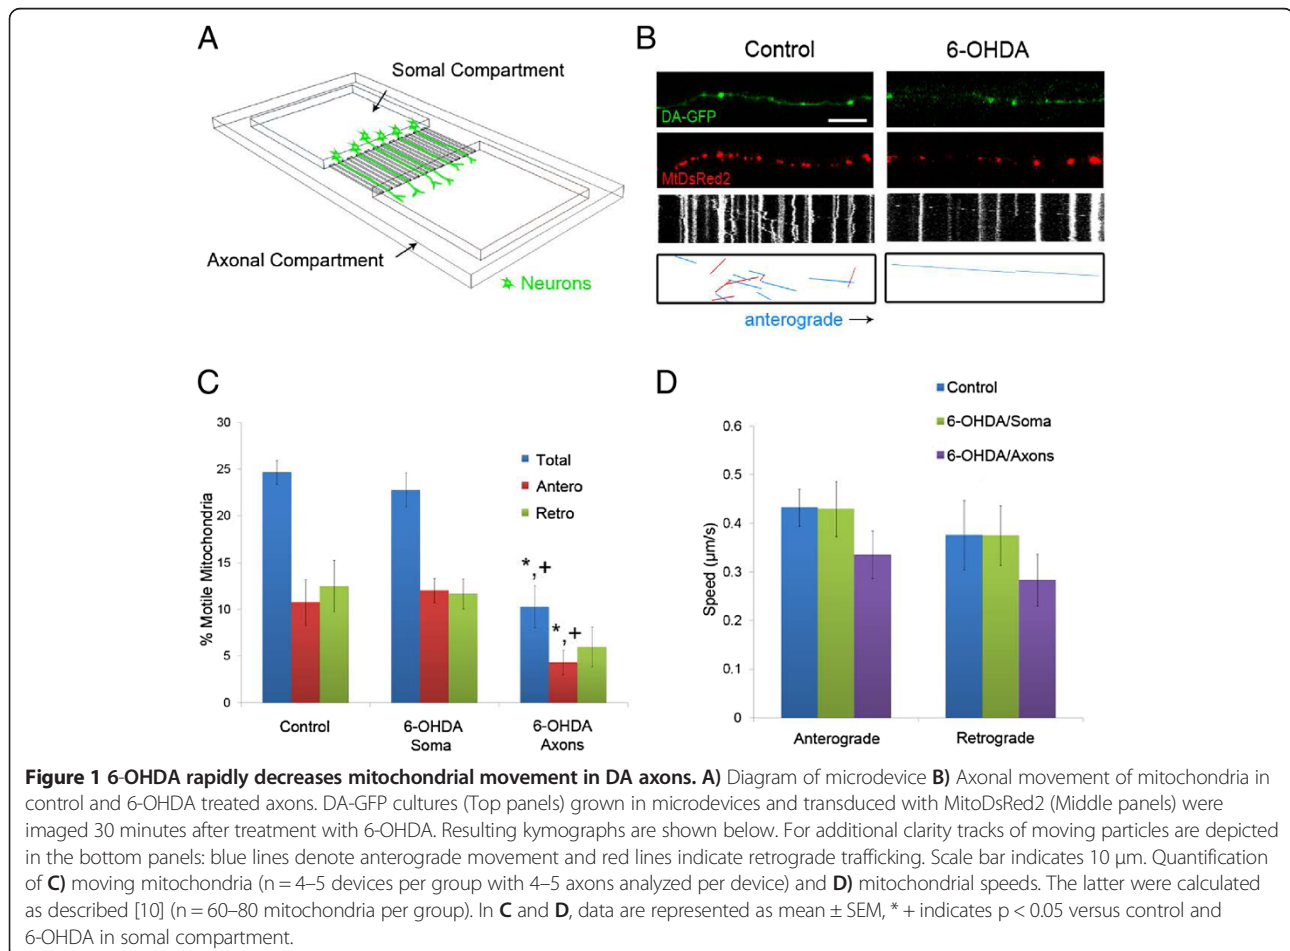 A
Somal Compartment
Axonal Compartment
Neurons
B
Control
6-OHDA
DA-GFP
MtDsRed2
anterograde →
C
% Motile Mitochondria
30
25
20
15
10
5
0
Total
Antero
Retro
*,+
*,+
Control
6-OHDA
Soma
6-OHDA
Axons
D
Control
6-OHDA/Soma
6-OHDA/Axons
Speed (µm/s)
0.6
0.5
0.4
0.3
0.2
0.1
0
Anterograde
Retrograde
Figure 1 6-OHDA rapidly decreases mitochondrial movement in DA axons. A) Diagram of microdevice B) Axonal movement of mitochondria in
control and 6-OHDA treated axons. DA-GFP cultures (Top panels) grown in microdevices and transduced with MitoDsRed2 (Middle panels) were
imaged 30 minutes after treatment with 6-OHDA. Resulting kymographs are shown below. For additional clarity tracks of moving particles are depicted
in the bottom panels: blue lines denote anterograde movement and red lines indicate retrograde trafficking. Scale bar indicates 10 µm. Quantification
of C) moving mitochondria (n = 4–5 devices per group with 4–5 axons analyzed per device) and D) mitochondrial speeds. The latter were calculated
as described [10] (n = 60–80 mitochondria per group). In C and D, data are represented as mean ± SEM, * + indicates p < 0.05 versus control and
6-OHDA in somal compartment.